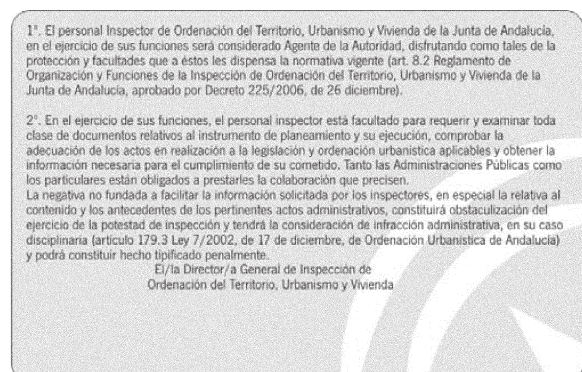 1°. El personal Inspector de Ordenación del Territorio, Urbanismo y Vivienda de la Junta de Andalucía,
en el ejercicio de sus funciones será considerado Agente de la Autoridad, disfrutando como tales de la
protección y facultades que a éstos les dispensa la normativa vigente (art. 8.2 Reglamento de
Organización y Funciones de la Inspección de Ordenación del Territorio, Urbanismo y Vivienda de la
Junta de Andalucía, aprobado por Decreto 225/2006, de 26 diciembre).
2°. En el ejercicio de sus funciones, el personal inspector está facultado para requerir y examinar toda
clase de documentos relativos al instrumento de planeamiento y su ejecución, comprobar la
adecuación de los actos en realización a la legislación y ordenación urbanística aplicables y obtener la
información necesaria para el cumplimiento de su cometido. Tanto las Administraciones Públicas como
los particulares están obligados a prestarles la colaboración que precisen.
La negativa no fundada a facilitar la información solicitada por los inspectores, en especial la relativa al
contenido y los antecedentes de los pertinentes actos administrativos, constituirá obstaculización del
ejercicio de la potestad de inspección y tendrá la consideración de infracción administrativa, en su caso
disciplinaria (artículo 179.3 Ley 7/2002, de 17 de diciembre, de Ordenación Urbanística de Andalucía)
y podrá constituir hecho tipificado penalmente.
El/la Director/a General de Inspección de
Ordenación del Territorio, Urbanismo y Vivienda